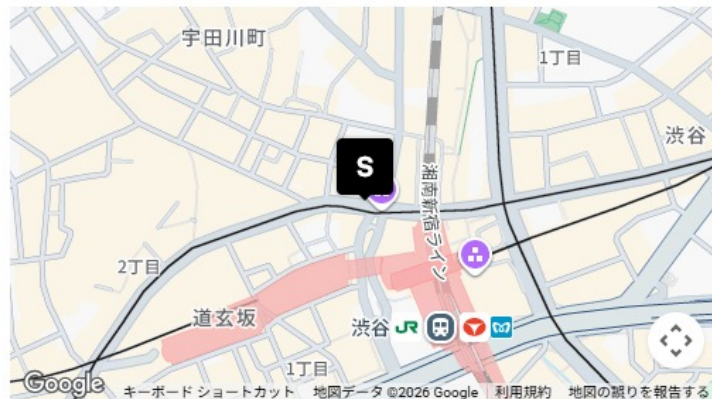 宇田川町
1丁目
渋谷
S
湘南新宿ライン
2丁目
道玄坂
渋谷 JR
1丁目
Google
キーボード ショートカット 地図データ ©2026 Google 利用規約 地図の誤りを報告する